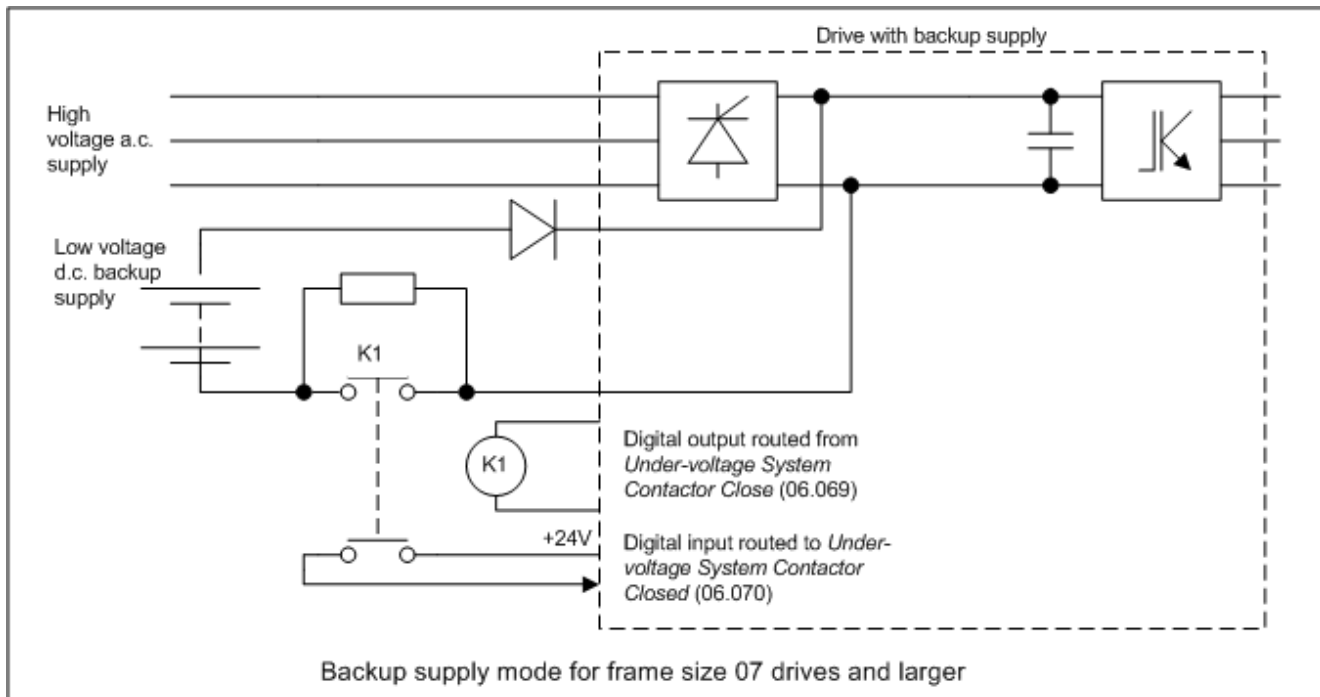 Drive with backup supply
High
voltage a.c.
supply
Low voltage
d.c. backup
supply
K1
K1
Digital output routed from
Under-voltage System
Contactor Close (06.069)
+24V
Digital input routed to Under-
voltage System Contactor
Closed (06.070)
Backup supply mode for frame size 07 drives and larger